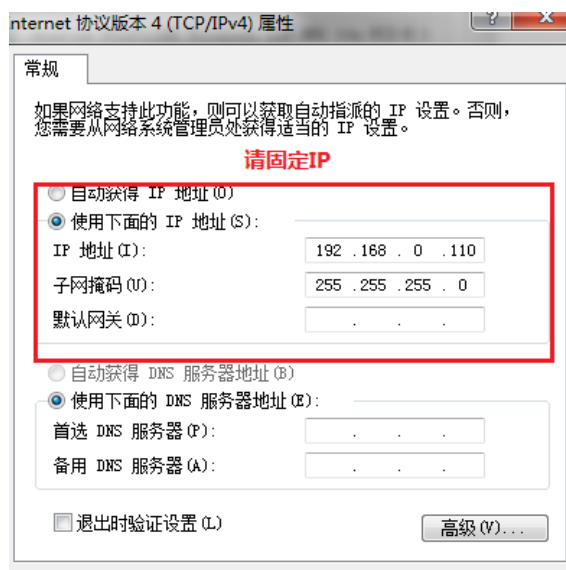 nternet 协议版本 4 (TCP/IPv4) 属性
常规
如果网络支持此功能，则可以获取自动指派的 IP 设置。否则，
您需要从网络系统管理员处获得适当的 IP 设置。
请固定IP
自动获得 IP 地址(O)
使用下面的 IP 地址(S):
IP 地址(I): 192 .168 . 0 .110
子网掩码(U): 255 .255 .255 . 0
默认网关(D): . . .
自动获得 DNS 服务器地址(B)
使用下面的 DNS 服务器地址(E):
首选 DNS 服务器(P): . . .
备用 DNS 服务器(A): . . .
退出时验证设置(L)
高级(V)...